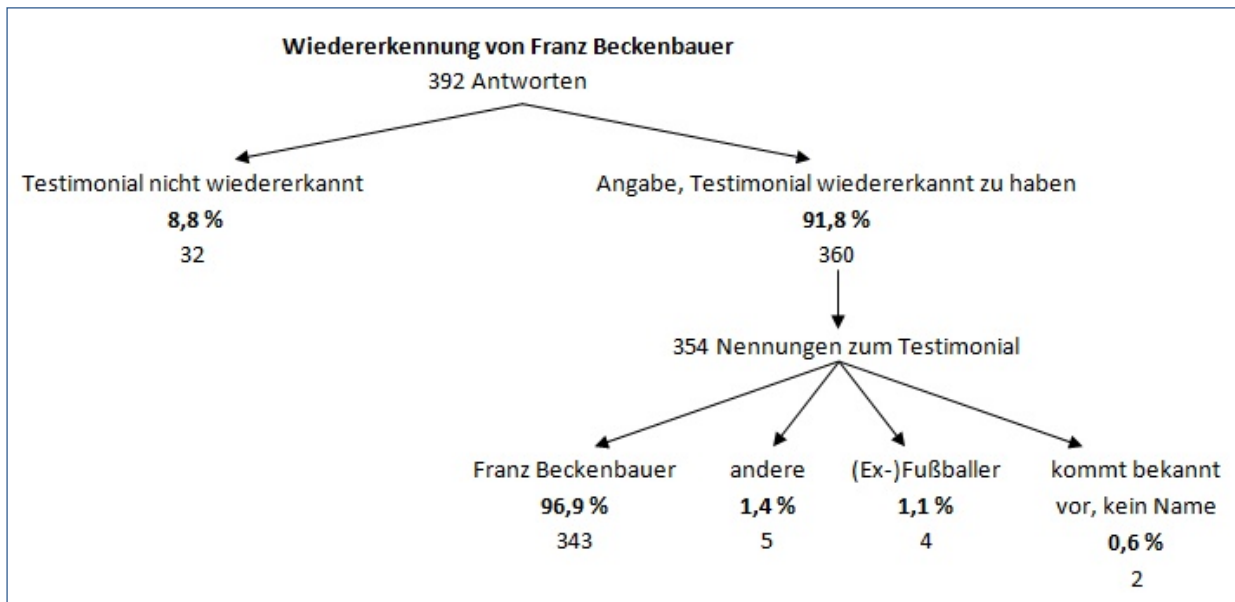 Wiedererkennung von Franz Beckenbauer
392 Antworten
Testimonial nicht wiedererkannt
8,8 %
32
Angabe, Testimonial wiedererkannt zu haben
91,8 %
360
354 Nennungen zum Testimonial
Franz Beckenbauer
96,9 %
343
andere
1,4 %
5
(Ex-)Fußballer
1,1 %
4
kommt bekannt
vor, kein Name
0,6 %
2